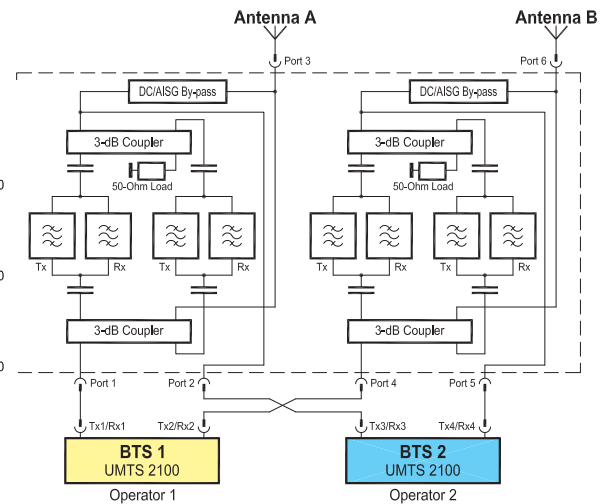 Antenna A
Antenna B
Port 3
Port 6
DC/AISG By-pass
DC/AISG By-pass
3-dB Coupler
3-dB Coupler
50-Ohm Load
50-Ohm Load
0
Tx
Rx
Tx
Rx
Tx
Rx
Tx
Rx
0
3-dB Coupler
3-dB Coupler
0
Port 1
Port 2
Port 4
Port 5
Tx1/Rx1
Tx2/Rx2
Tx3/Rx3
Tx4/Rx4
BTS 1
UMTS 2100
BTS 2
UMTS 2100
Operator 1
Operator 2